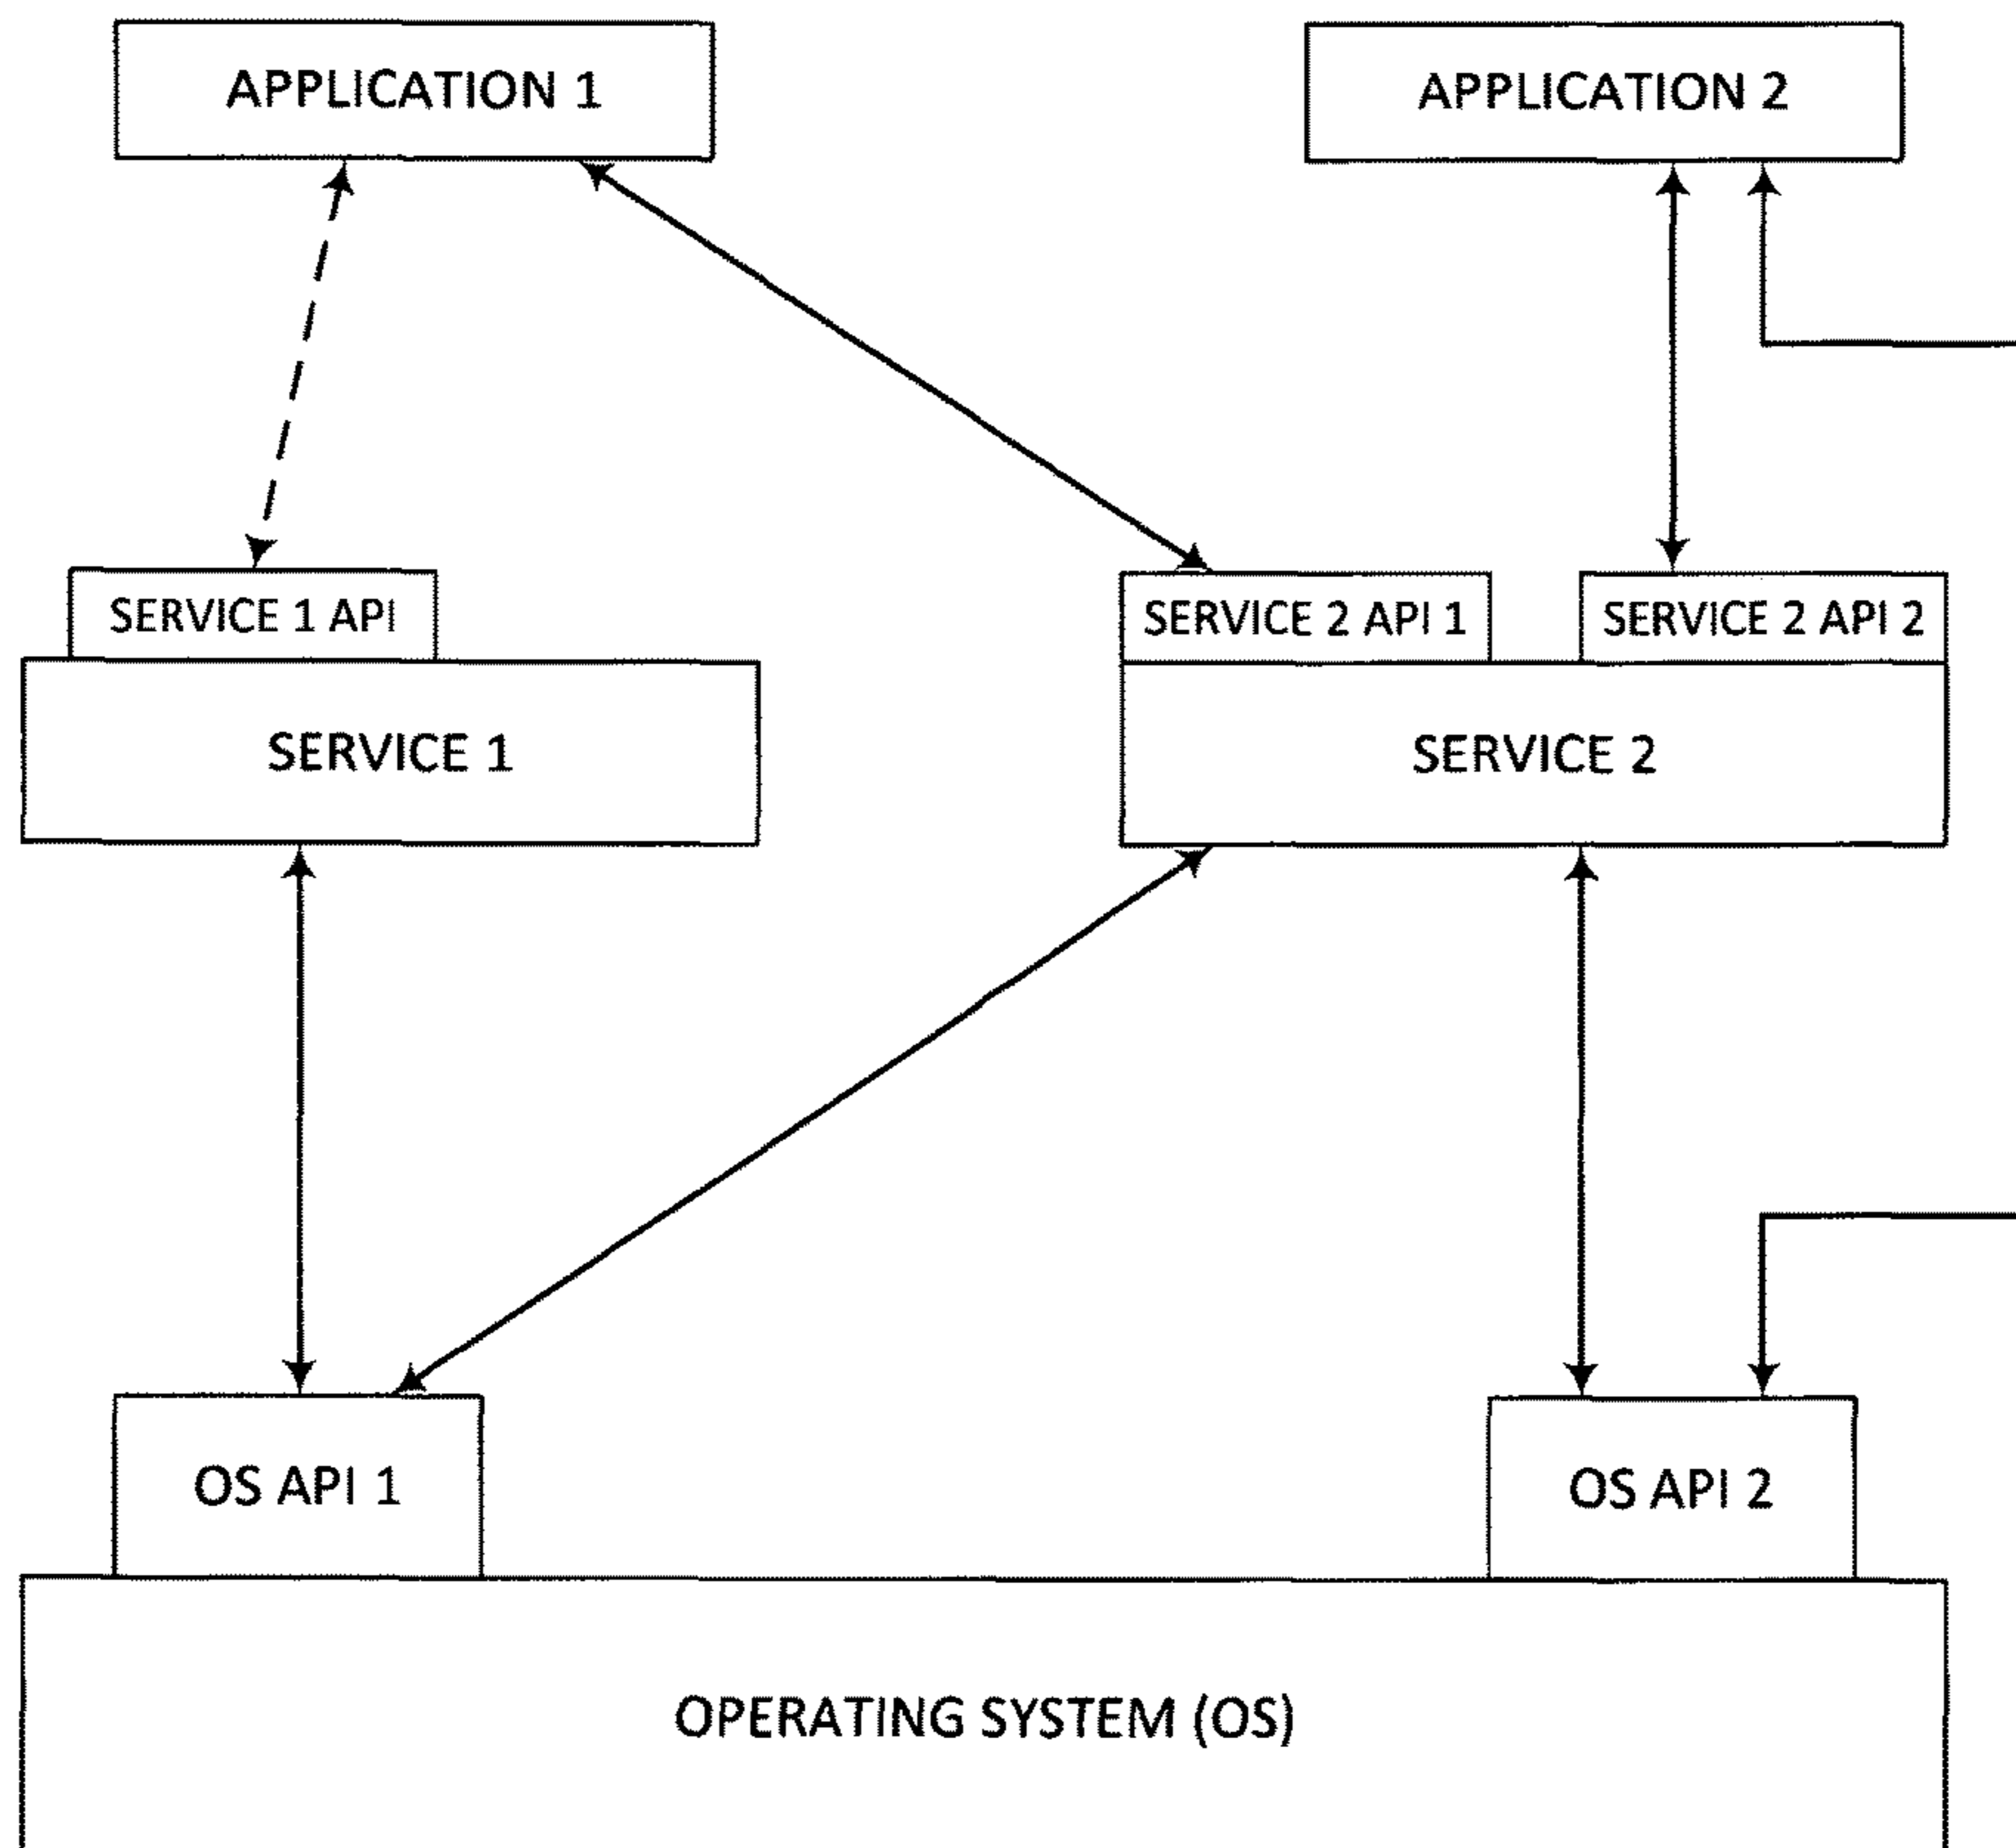 APPLICATION 1
APPLICATION 2
SERVICE 1 API
SERVICE 2 API 1
SERVICE 2 API 2
SERVICE 1
SERVICE 2
OS API 1
OS API 2
OPERATING SYSTEM (OS)